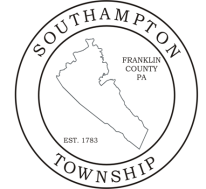 SOUTHAMPTON
FRANKLIN
COUNTY
PA
EST. 1783
TOWNSHIP